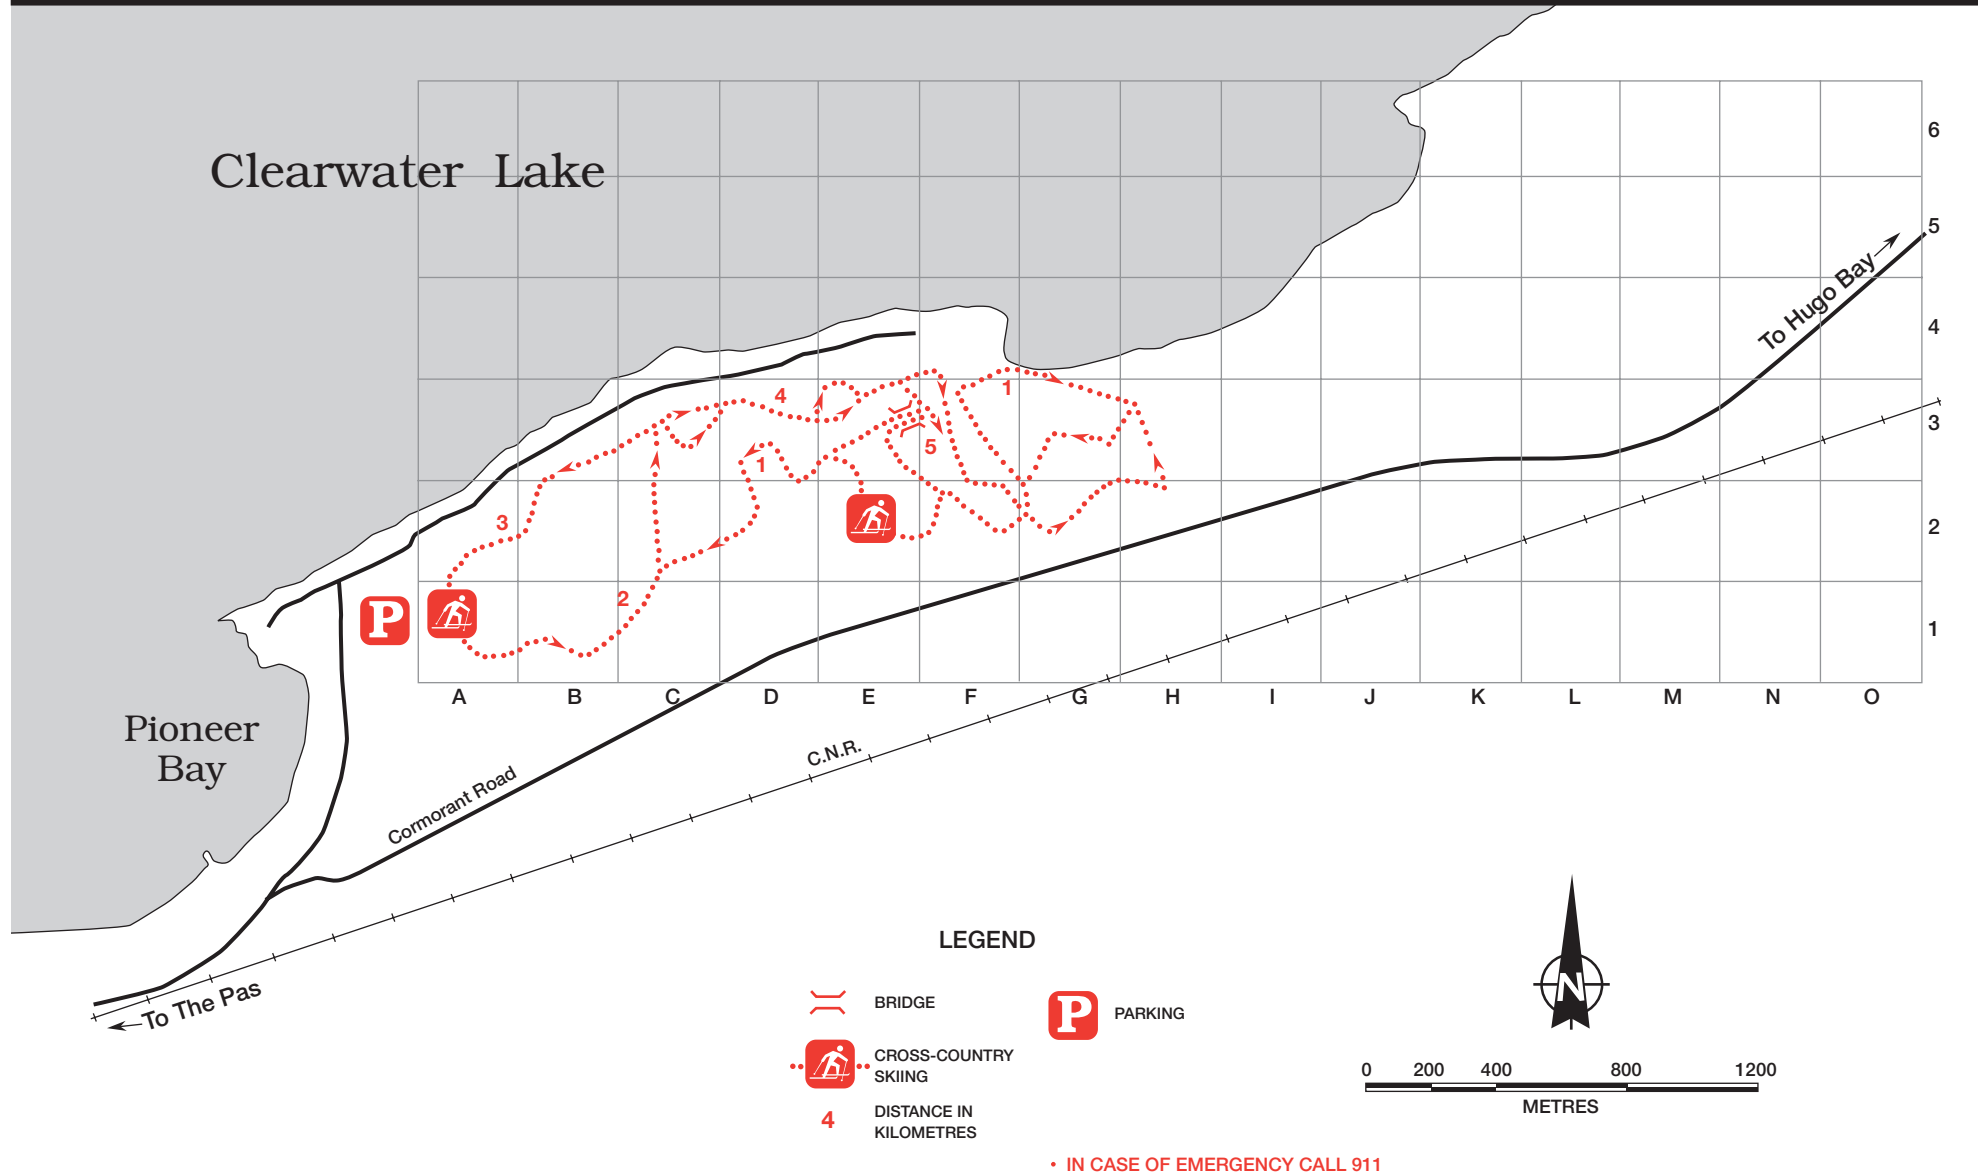 Clearwater Lake
6
5
To Hugo Bay
4
4
1
3
5
1
3
2
2
1
P
A B C D E F G H I J K L M N O
Pioneer
Bay
C.N.R.
Cormorant Road
To The Pas
LEGEND
BRIDGE
P PARKING
CROSS-COUNTRY
SKIING
4 DISTANCE IN
KILOMETRES
N
0 200 400 800 1200
METRES
• IN CASE OF EMERGENCY CALL 911